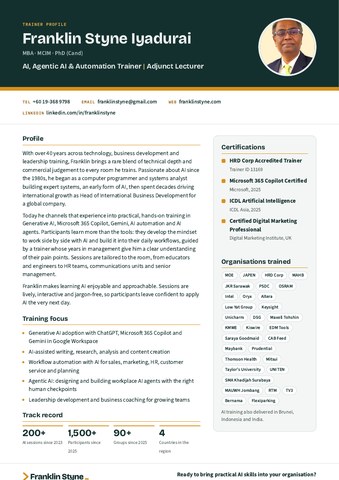 TRAINER PROFILE
Franklin Styne Iyadurai
MBA · MCIM · PhD (Cand)
AI, Agentic AI & Automation Trainer | Adjunct Lecturer
TEL +60 19-368 9798 EMAIL franklinstyne@gmail.com WEB franklinstyne.com
LINKEDIN linkedin.com/in/franklinstyne
Profile
With over 40 years across technology, business development and
leadership training, Franklin brings a rare blend of technical depth and
commercial judgement to every room he trains. Passionate about AI since
the 1980s, he began as a computer programmer and systems analyst
building expert systems, an early form of AI, then spent decades driving
international growth as Head of International Business Development for
a global company.
Today he channels that experience into practical, hands-on training in
Generative AI, Microsoft 365 Copilot, Gemini, AI automation and AI
agents. Participants learn more than the tools: they develop the mindset
to work side by side with AI and build it into their daily workflows, guided
by a trainer whose years in management give him a clear understanding
of their pain points. Sessions are tailored to the room, from educators
and engineers to HR teams, communications units and senior
management.
Franklin makes learning AI enjoyable and approachable. Sessions are
lively, interactive and jargon-free, so participants leave confident to apply
AI the very next day.
Training focus
Generative AI adoption with ChatGPT, Microsoft 365 Copilot and
Gemini in Google Workspace
AI-assisted writing, research, analysis and content creation
Workflow automation with AI for sales, marketing, HR, customer
service and planning
Agentic AI: designing and building workplace AI agents with the right
human checkpoints
Leadership development and business coaching for growing teams
Track record
200+ 1,500+ 90+ 4
AI sessions since 2023 Participants since 2023 Groups since 2023 Countries in the region
Certifications
HRD Corp Accredited Trainer
Trainer ID 13109
Microsoft 365 Copilot Certified
Microsoft, 2025
ICDL Artificial Intelligence
ICDL Asia, 2025
Certified Digital Marketing
Professional
Digital Marketing Institute, UK
Organisations trained
MOE JAPEN HRD Corp WAHIB
JKR Sarawak PSDC OSRAM
Intel Dryx Altera
Low Yat Group Keysight
Unicharm DSG Maxell Tohshin
KMWE Kiswire EDM Tools
Saraya Goodmaid CAB Feed
Maybank Prudential
Thomson Health Mitsui
Taylor's University UNITEN
SMK Khadijah Surabaya
MAUWH Jombang RTM TV3
Bernama Flexiparking
AI training also delivered in Brunei,
Indonesia and India.
Franklin Styne
Ready to bring practical AI skills into your organisation?